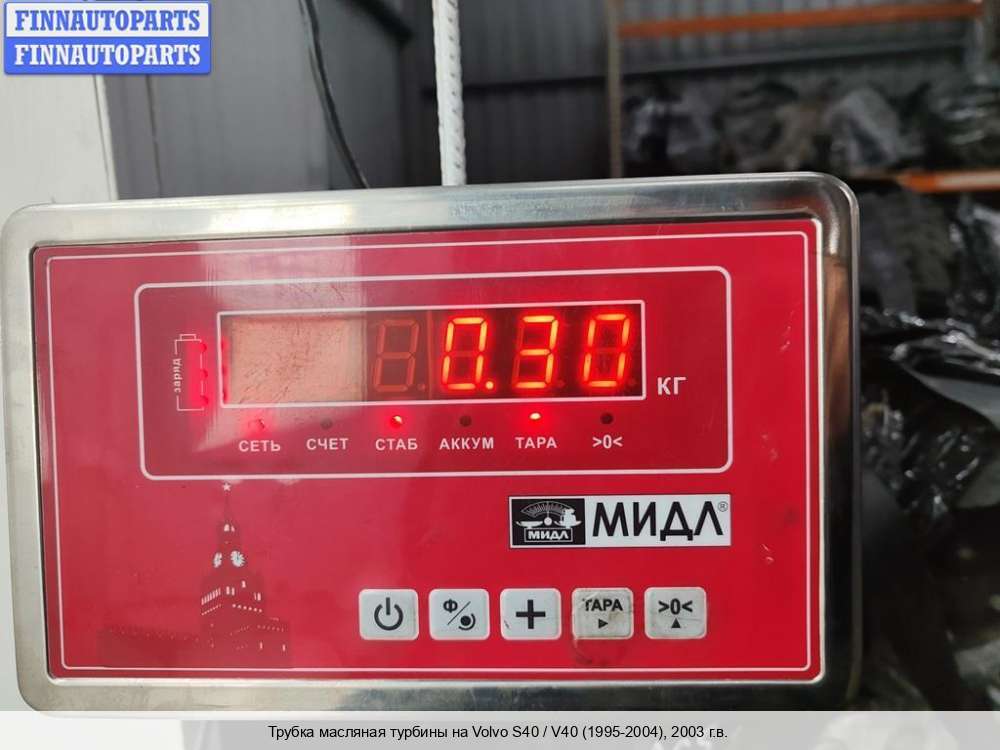 FINNAUTOPARTS
FINNAUTOPARTS
заряд
0.30
КГ
СЕТЬ СЧЕТ СТАБ АККУМ ТАРА >0<
МИДЛ МИДЛ®
Ф/ + ТАРА >0<
Трубка масляная турбины на Volvo S40 / V40 (1995-2004), 2003 г.в.